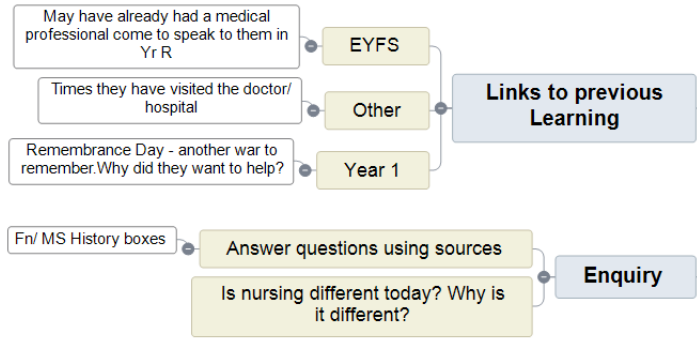 May have already had a medical
professional come to speak to them in
Yr R
EYFS
Times they have visited the doctor/
hospital
Other
Links to previous
Learning
Remembrance Day - another war to
remember.Why did they want to help?
Year 1
Fn/ MS History boxes
Answer questions using sources
Enquiry
Is nursing different today? Why is
it different?